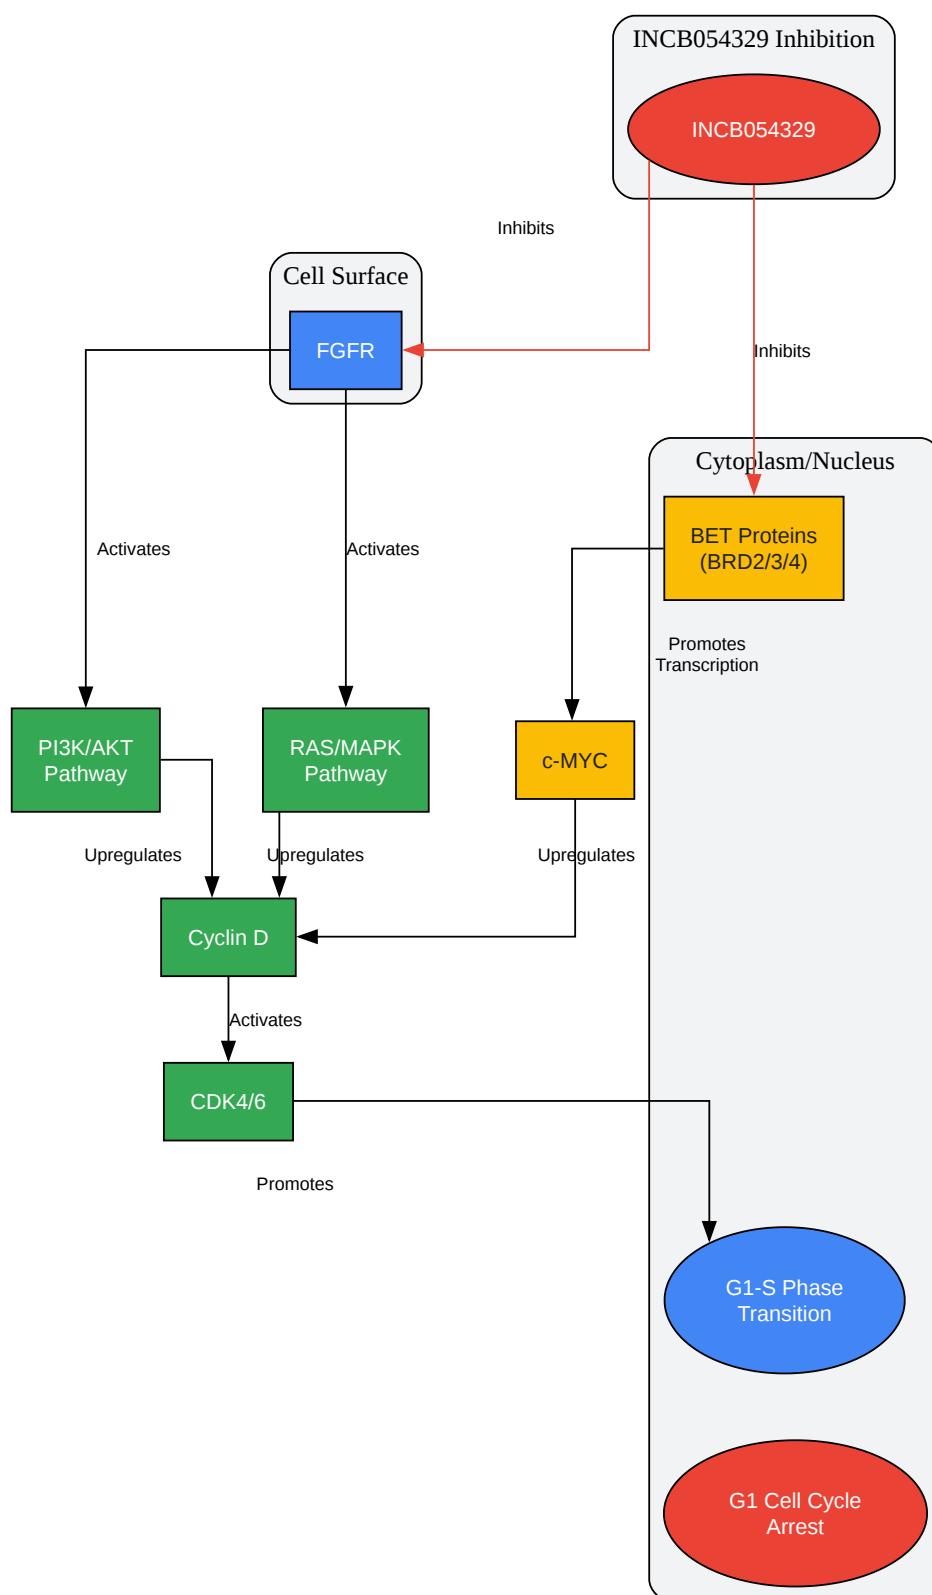 INCB054329 Inhibition
INCB054329
Inhibits
Cell Surface
FGFR
Inhibits
Cytoplasm/Nucleus
BET Proteins
(BRD2/3/4)
Activates
Activates
Promotes
Transcription
PI3K/AKT
Pathway
RAS/MAPK
Pathway
c-MYC
Upregulates
Upregulates
Upregulates
Cyclin D
Activates
CDK4/6
Promotes
G1-S Phase
Transition
G1 Cell Cycle
Arrest